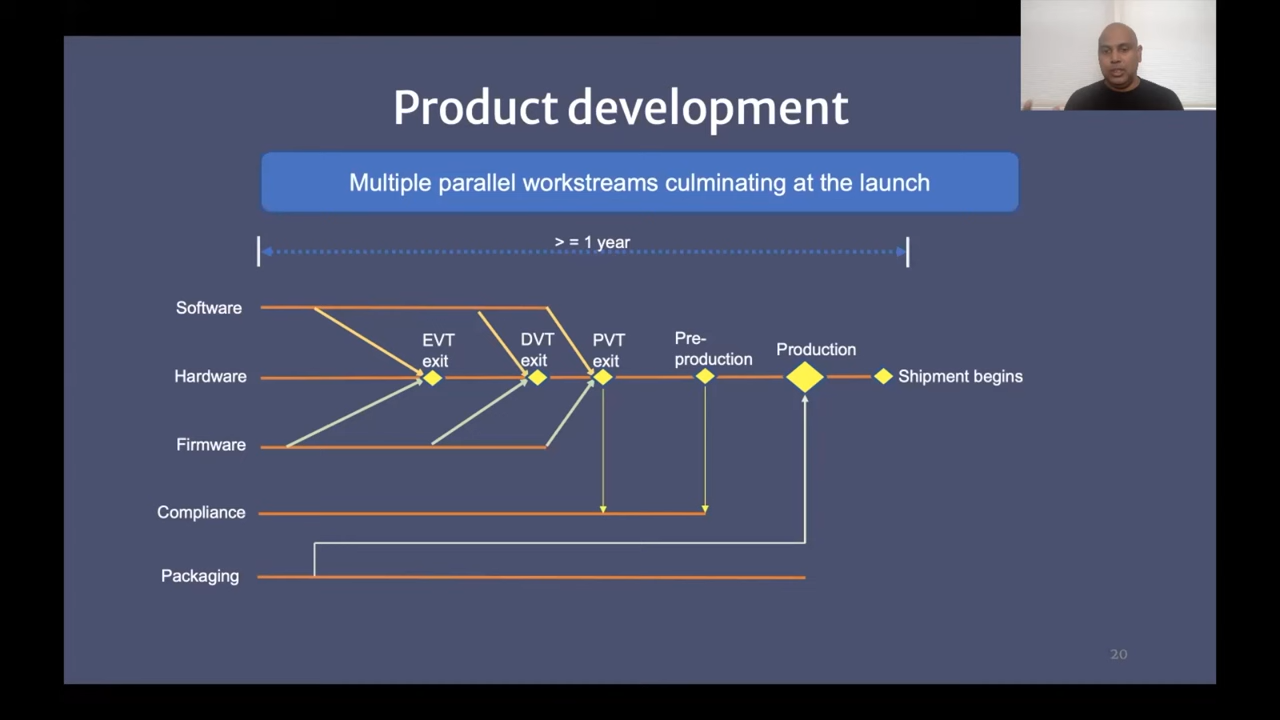 Product development
Multiple parallel workstreams culminating at the launch
> = 1 year
Software
EVT
exit
DVT
exit
PVT
exit
Pre-
production
Production
Hardware
Shipment begins
Firmware
Compliance
Packaging
20